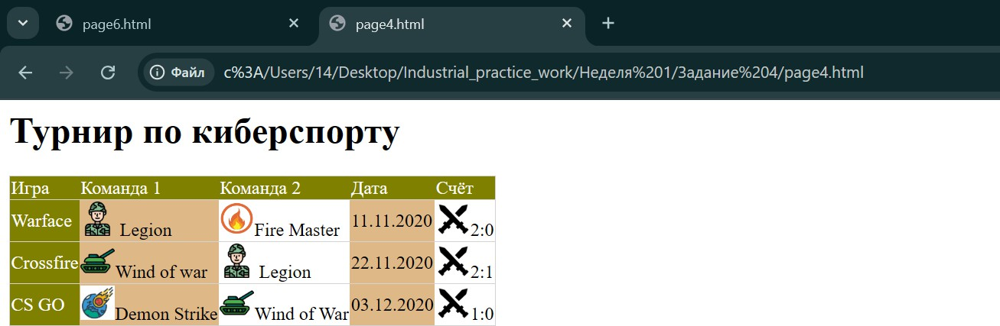 page6.html
page4.html
Файл c%3A/Users/14/Desktop/Industrial_practice_work/Неделя%201/Задание%204/page4.html
Турнир по киберспорту
Игра Команда 1 Команда 2 Дата Счёт
Warface Legion Fire Master 11.11.2020 2:0
Crossfire Wind of war Legion 22.11.2020 2:1
CS GO Demon Strike Wind of War 03.12.2020 1:0